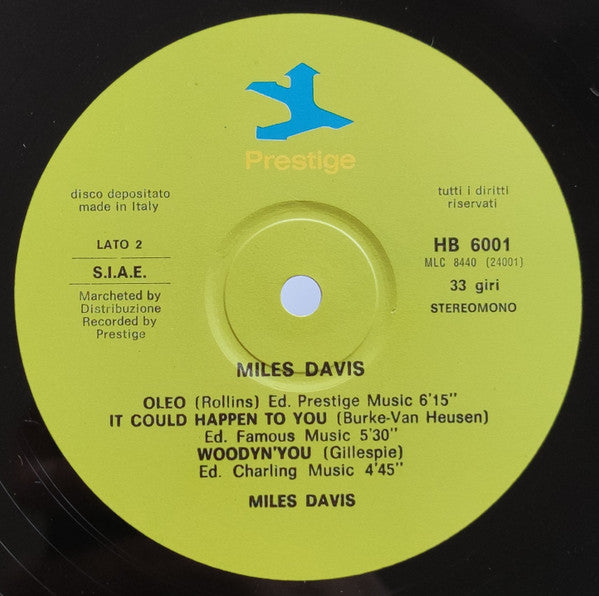 Prestige
disco depositato
made in Italy
tutti i diritti
riservati
LATO 2
S.I.A.E.
Marcheted by
Distribuzione
Recorded by
Prestige
HB 6001
MLC 8440 (24001)
33 giri
STEREOMONO
MILES DAVIS
OLEO (Rollins) Ed. Prestige Music 6'15"
IT COULD HAPPEN TO YOU (Burke-Van Heusen)
Ed. Famous Music 5'30"
WOODYN'YOU (Gillespie)
Ed. Charling Music 4'45"
MILES DAVIS